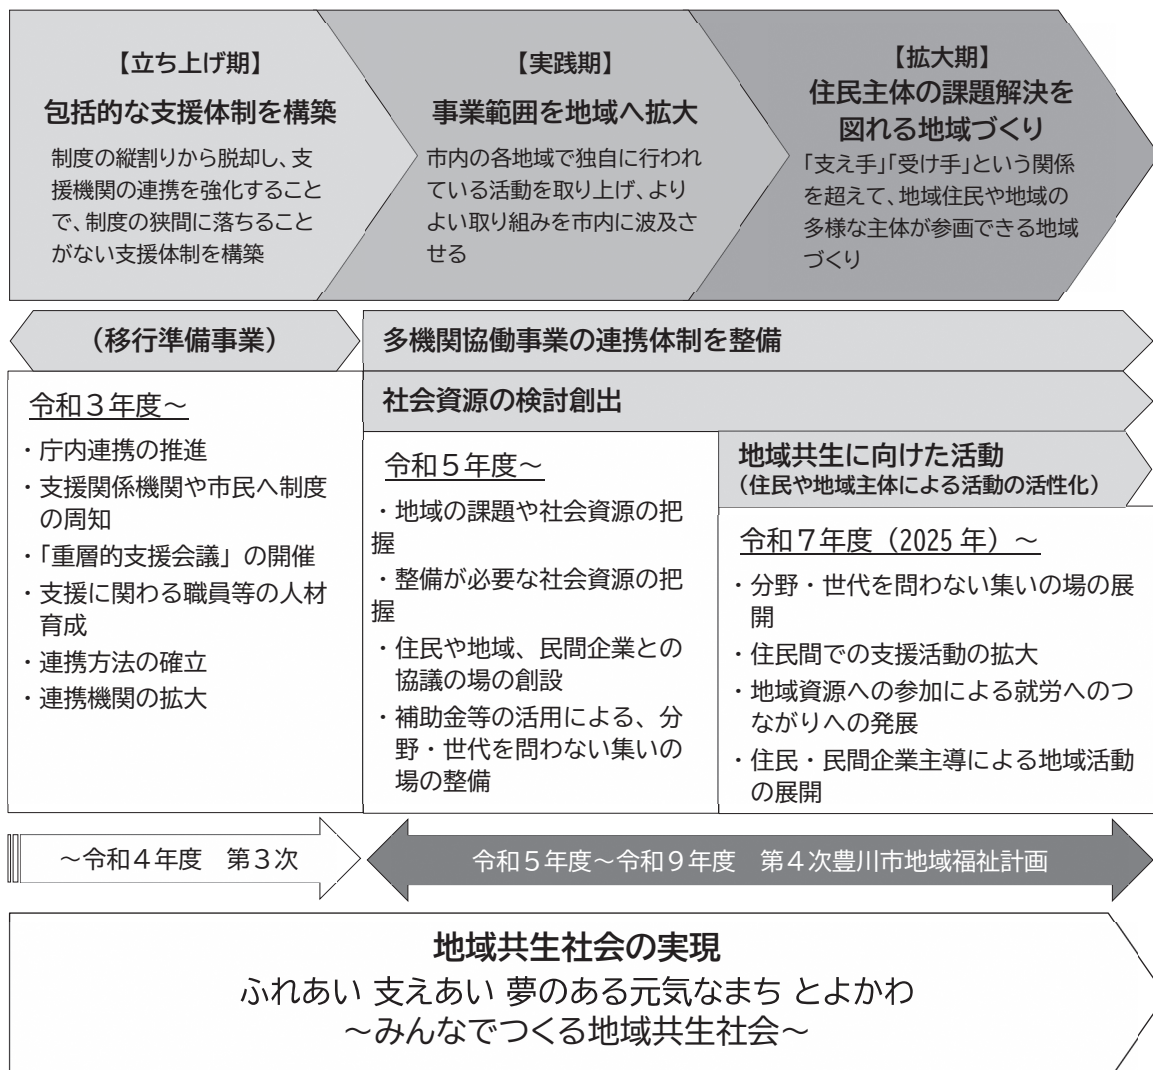 【立ち上げ期】
包括的な支援体制を構築
制度の縦割りから脱却し、支
援機関の連携を強化すること
で、制度の狭間に落ちること
がない支援体制を構築
【実践期】
事業範囲を地域へ拡大
市内の各地域で独自に行われ
ている活動を取り上げ、より
よい取り組みを市内に波及さ
せる
【拡大期】
住民主体の課題解決を
図れる地域づくり
「支え手」「受け手」という関係
を超えて、地域住民や地域の
多様な主体が参画できる地域
づくり
（移行準備事業）
多機関協働事業の連携体制を整備
社会資源の検討創出
令和３年度～
・庁内連携の推進
・支援関係機関や市民へ制度
の周知
・「重層的支援会議」の開催
・支援に関わる職員等の人材
育成
・連携方法の確立
・連携機関の拡大
令和５年度～
・地域の課題や社会資源の把
握
・整備が必要な社会資源の把
握
・住民や地域、民間企業との
協議の場の創設
・補助金等の活用による、分
野・世代を問わない集いの
場の整備
地域共生に向けた活動
（住民や地域主体による活動の活性化）
令和７年度（2025 年）～
・分野・世代を問わない集いの場の展
開
・住民間での支援活動の拡大
・地域資源への参加による就労へのつ
ながりへの発展
・住民・民間企業主導による地域活動
の展開
～令和４年度　第３次
令和５年度～令和９年度　第４次豊川市地域福祉計画
地域共生社会の実現
ふれあい 支えあい 夢のある元気なまち とよかわ
～みんなでつくる地域共生社会～